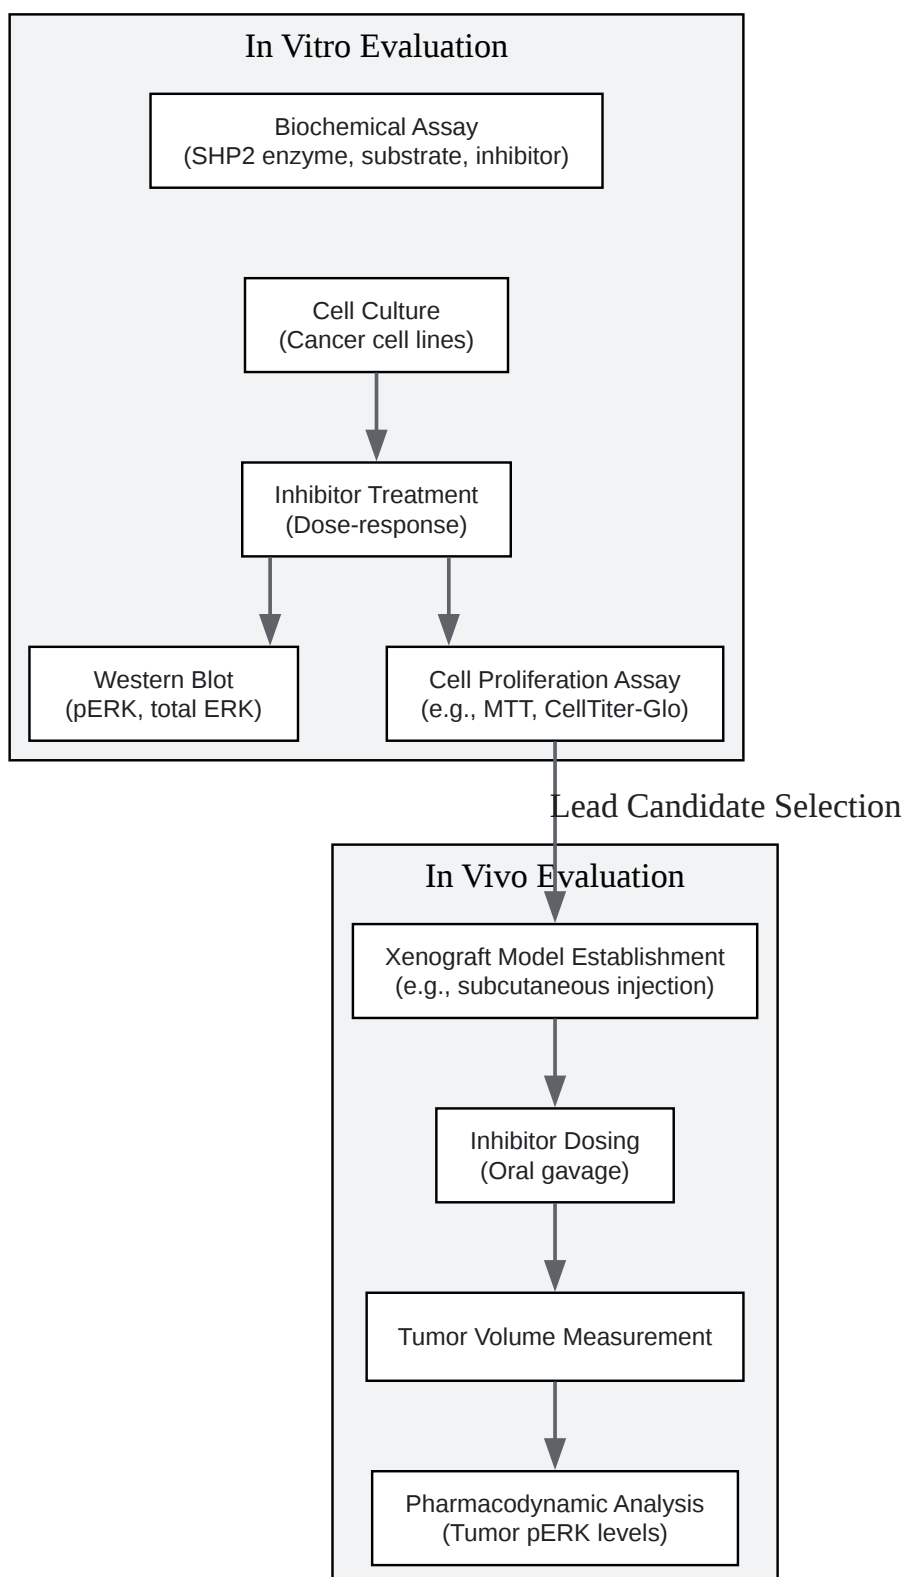 In Vitro Evaluation
Biochemical Assay
(SHP2 enzyme, substrate, inhibitor)
Cell Culture
(Cancer cell lines)
Inhibitor Treatment
(Dose-response)
Western Blot
(pERK, total ERK)
Cell Proliferation Assay
(e.g., MTT, CellTiter-Glo)
Lead Candidate Selection
In Vivo Evaluation
Xenograft Model Establishment
(e.g., subcutaneous injection)
Inhibitor Dosing
(Oral gavage)
Tumor Volume Measurement
Pharmacodynamic Analysis
(Tumor pERK levels)